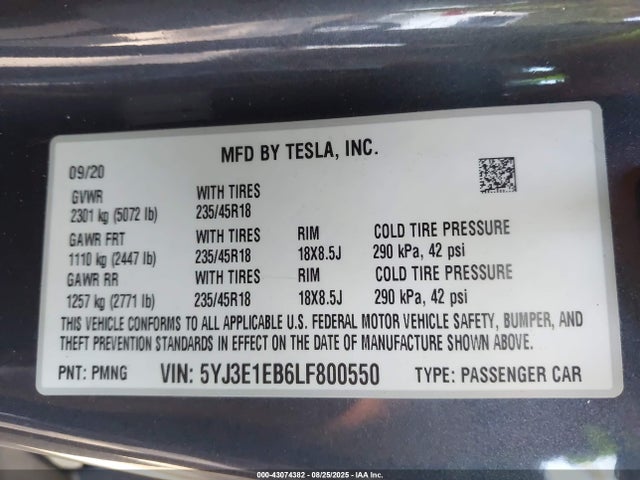 MFD BY TESLA, INC.
09/20
GVWR WITH TIRES
2301 kg (5072 lb) 235/45R18
GAWR FRT WITH TIRES RIM COLD TIRE PRESSURE
1110 kg (2447 lb) 235/45R18 18X8.5J 290 kPa, 42 psi
GAWR RR WITH TIRES RIM COLD TIRE PRESSURE
1257 kg (2771 lb) 235/45R18 18X8.5J 290 kPa, 42 psi
THIS VEHICLE CONFORMS TO ALL APPLICABLE U.S. FEDERAL MOTOR VEHICLE SAFETY, BUMPER, AND
THEFT PREVENTION STANDARDS IN EFFECT ON THE DATE OF MANUFACTURE SHOWN ABOVE.
PNT: PMNG VIN: 5YJ3E1EB6LF800550 TYPE: PASSENGER CAR
000-43074382 - 08/25/2025 - IAA Inc.